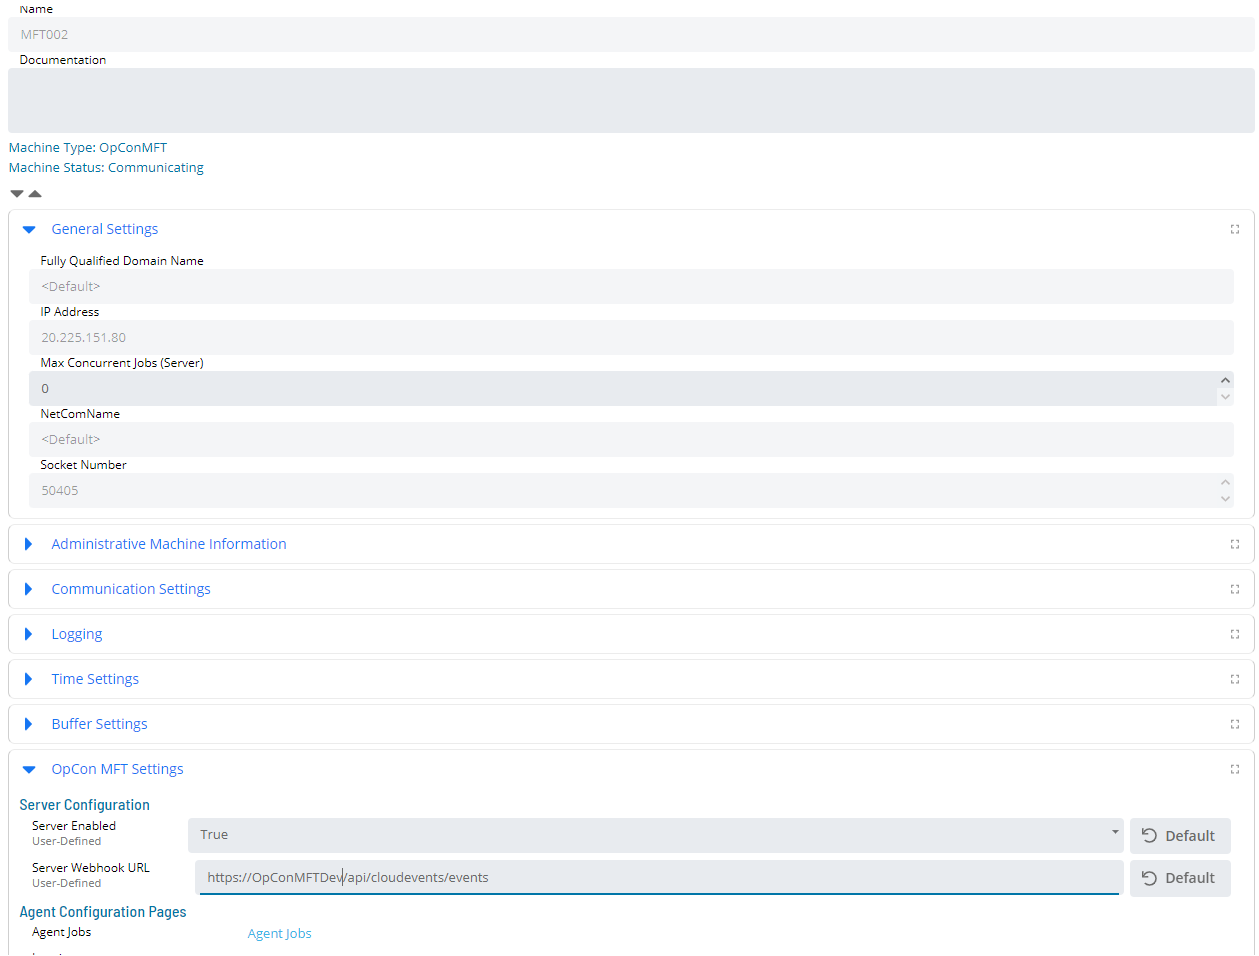 Name
MFT002
Documentation
Machine Type: OpConMFT
Machine Status: Communicating
General Settings
Fully Qualified Domain Name
<Default>
IP Address
20.225.151.80
Max Concurrent Jobs (Server)
0
NetComName
<Default>
Socket Number
50405
Administrative Machine Information
Communication Settings
Logging
Time Settings
Buffer Settings
OpCon MFT Settings
Server Configuration
Server Enabled
User-Defined
True
Default
Server Webhook URL
User-Defined
https://OpConMFTDev/api/cloudevents/events
Default
Agent Configuration Pages
Agent Jobs
Agent Jobs